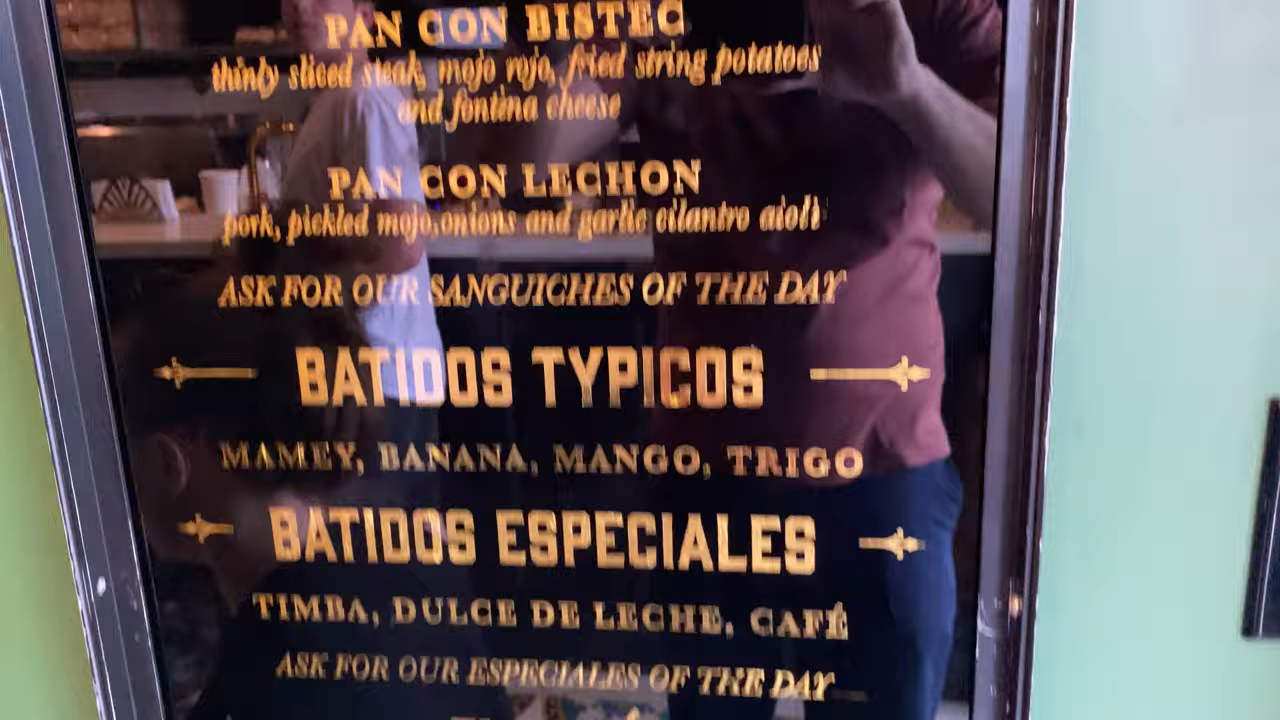 PAN CON BISTEC
thinly sliced steak, mojo rojo, fried string potatoes
and fontina cheese
PAN CON LECHON
pork, pickled mojo,onions and garlic cilantro aioli
ASK FOR OUR SANGUICHES OF THE DAY
BATIDOS TYPICOS
MAMEY, BANANA, MANGO, TRIGO
BATIDOS ESPECIALES
TIMBA, DULCE DE LECHE, CAFÉ
ASK FOR OUR ESPECIALES OF THE DAY